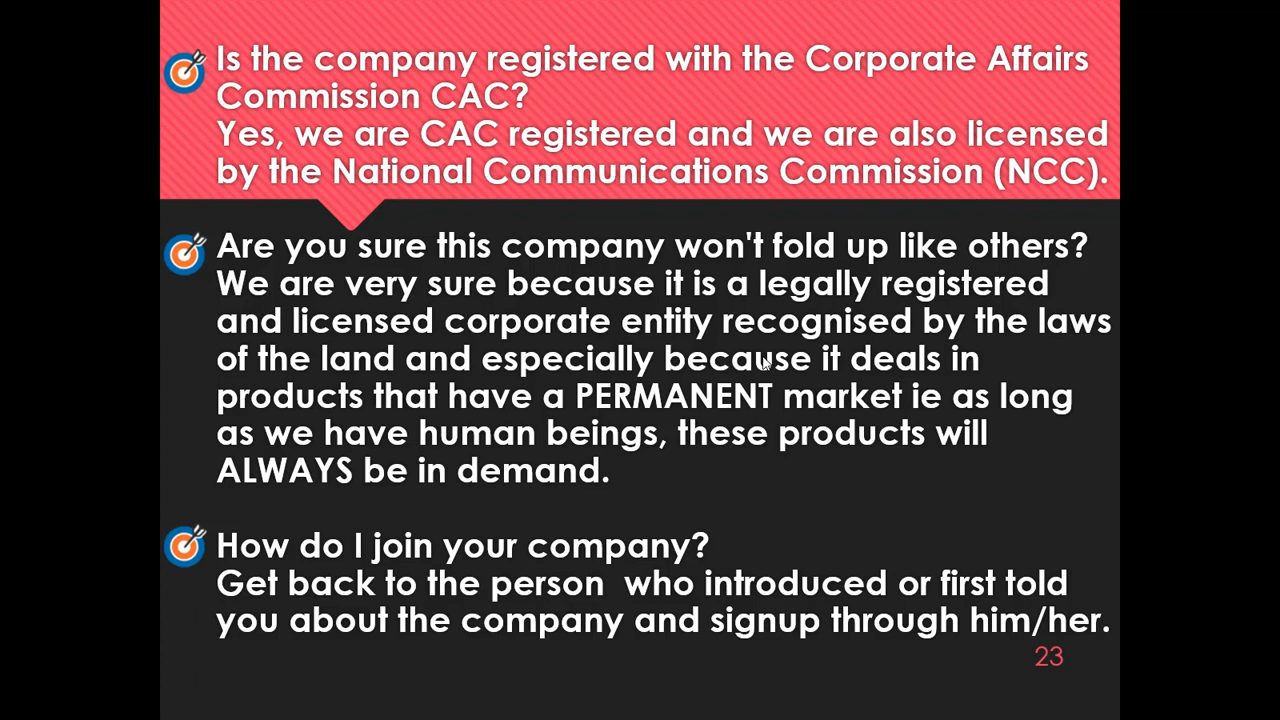 Is the company registered with the Corporate Affairs
Commission CAC?
Yes, we are CAC registered and we are also licensed
by the National Communications Commission (NCC).
Are you sure this company won't fold up like others?
We are very sure because it is a legally registered
and licensed corporate entity recognised by the laws
of the land and especially because it deals in
products that have a PERMANENT market ie as long
as we have human beings, these products will
ALWAYS be in demand.
How do I join your company?
Get back to the person  who introduced or first told
you about the company and signup through him/her.
23